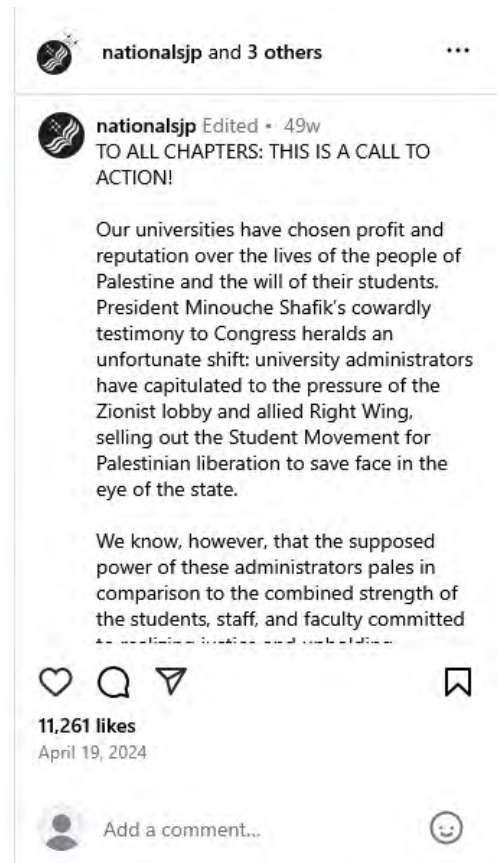 nationalsjp and 3 others
nationalsjp Edited • 49w
TO ALL CHAPTERS: THIS IS A CALL TO
ACTION!
Our universities have chosen profit and
reputation over the lives of the people of
Palestine and the will of their students.
President Minouche Shafik's cowardly
testimony to Congress heralds an
unfortunate shift: university administrators
have capitulated to the pressure of the
Zionist lobby and allied Right Wing,
selling out the Student Movement for
Palestinian liberation to save face in the
eye of the state.
We know, however, that the supposed
power of these administrators pales in
comparison to the combined strength of
the students, staff, and faculty committed
11,261 likes
April 19, 2024
Add a comment...